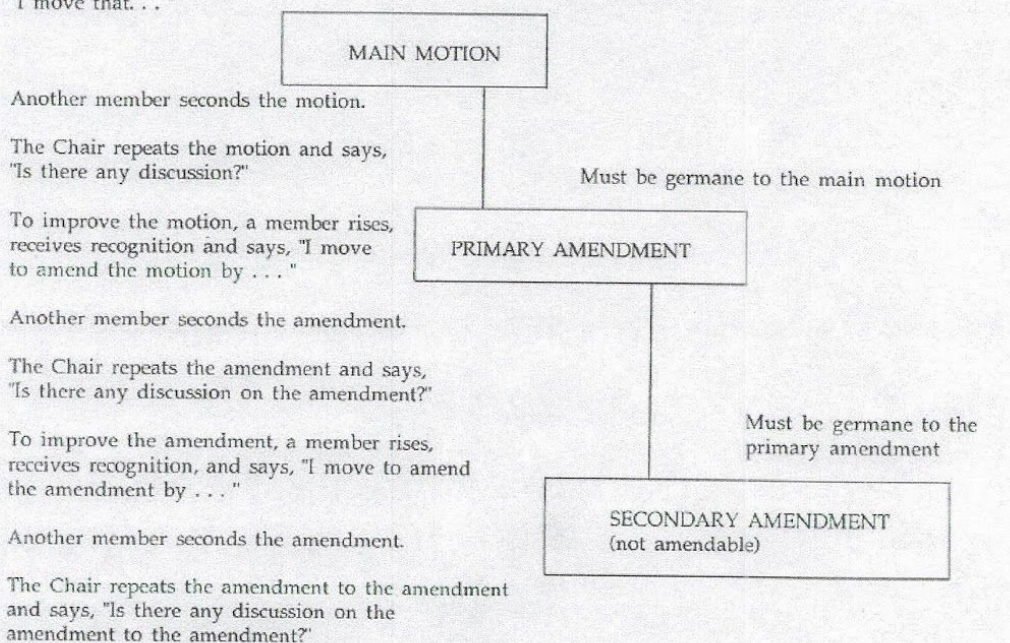 "I move that. . .
MAIN MOTION
Another member seconds the motion.
The Chair repeats the motion and says,
"Is there any discussion?"
Must be germane to the main motion
To improve the motion, a member rises,
receives recognition and says, "I move
to amend the motion by . . . "
PRIMARY AMENDMENT
Another member seconds the amendment.
The Chair repeats the amendment and says,
"Is there any discussion on the amendment?"
Must be germane to the
primary amendment
To improve the amendment, a member rises,
receives recognition, and says, "I move to amend
the amendment by . . . "
SECONDARY AMENDMENT
(not amendable)
Another member seconds the amendment.
The Chair repeats the amendment to the amendment
and says, "Is there any discussion on the
amendment to the amendment?"